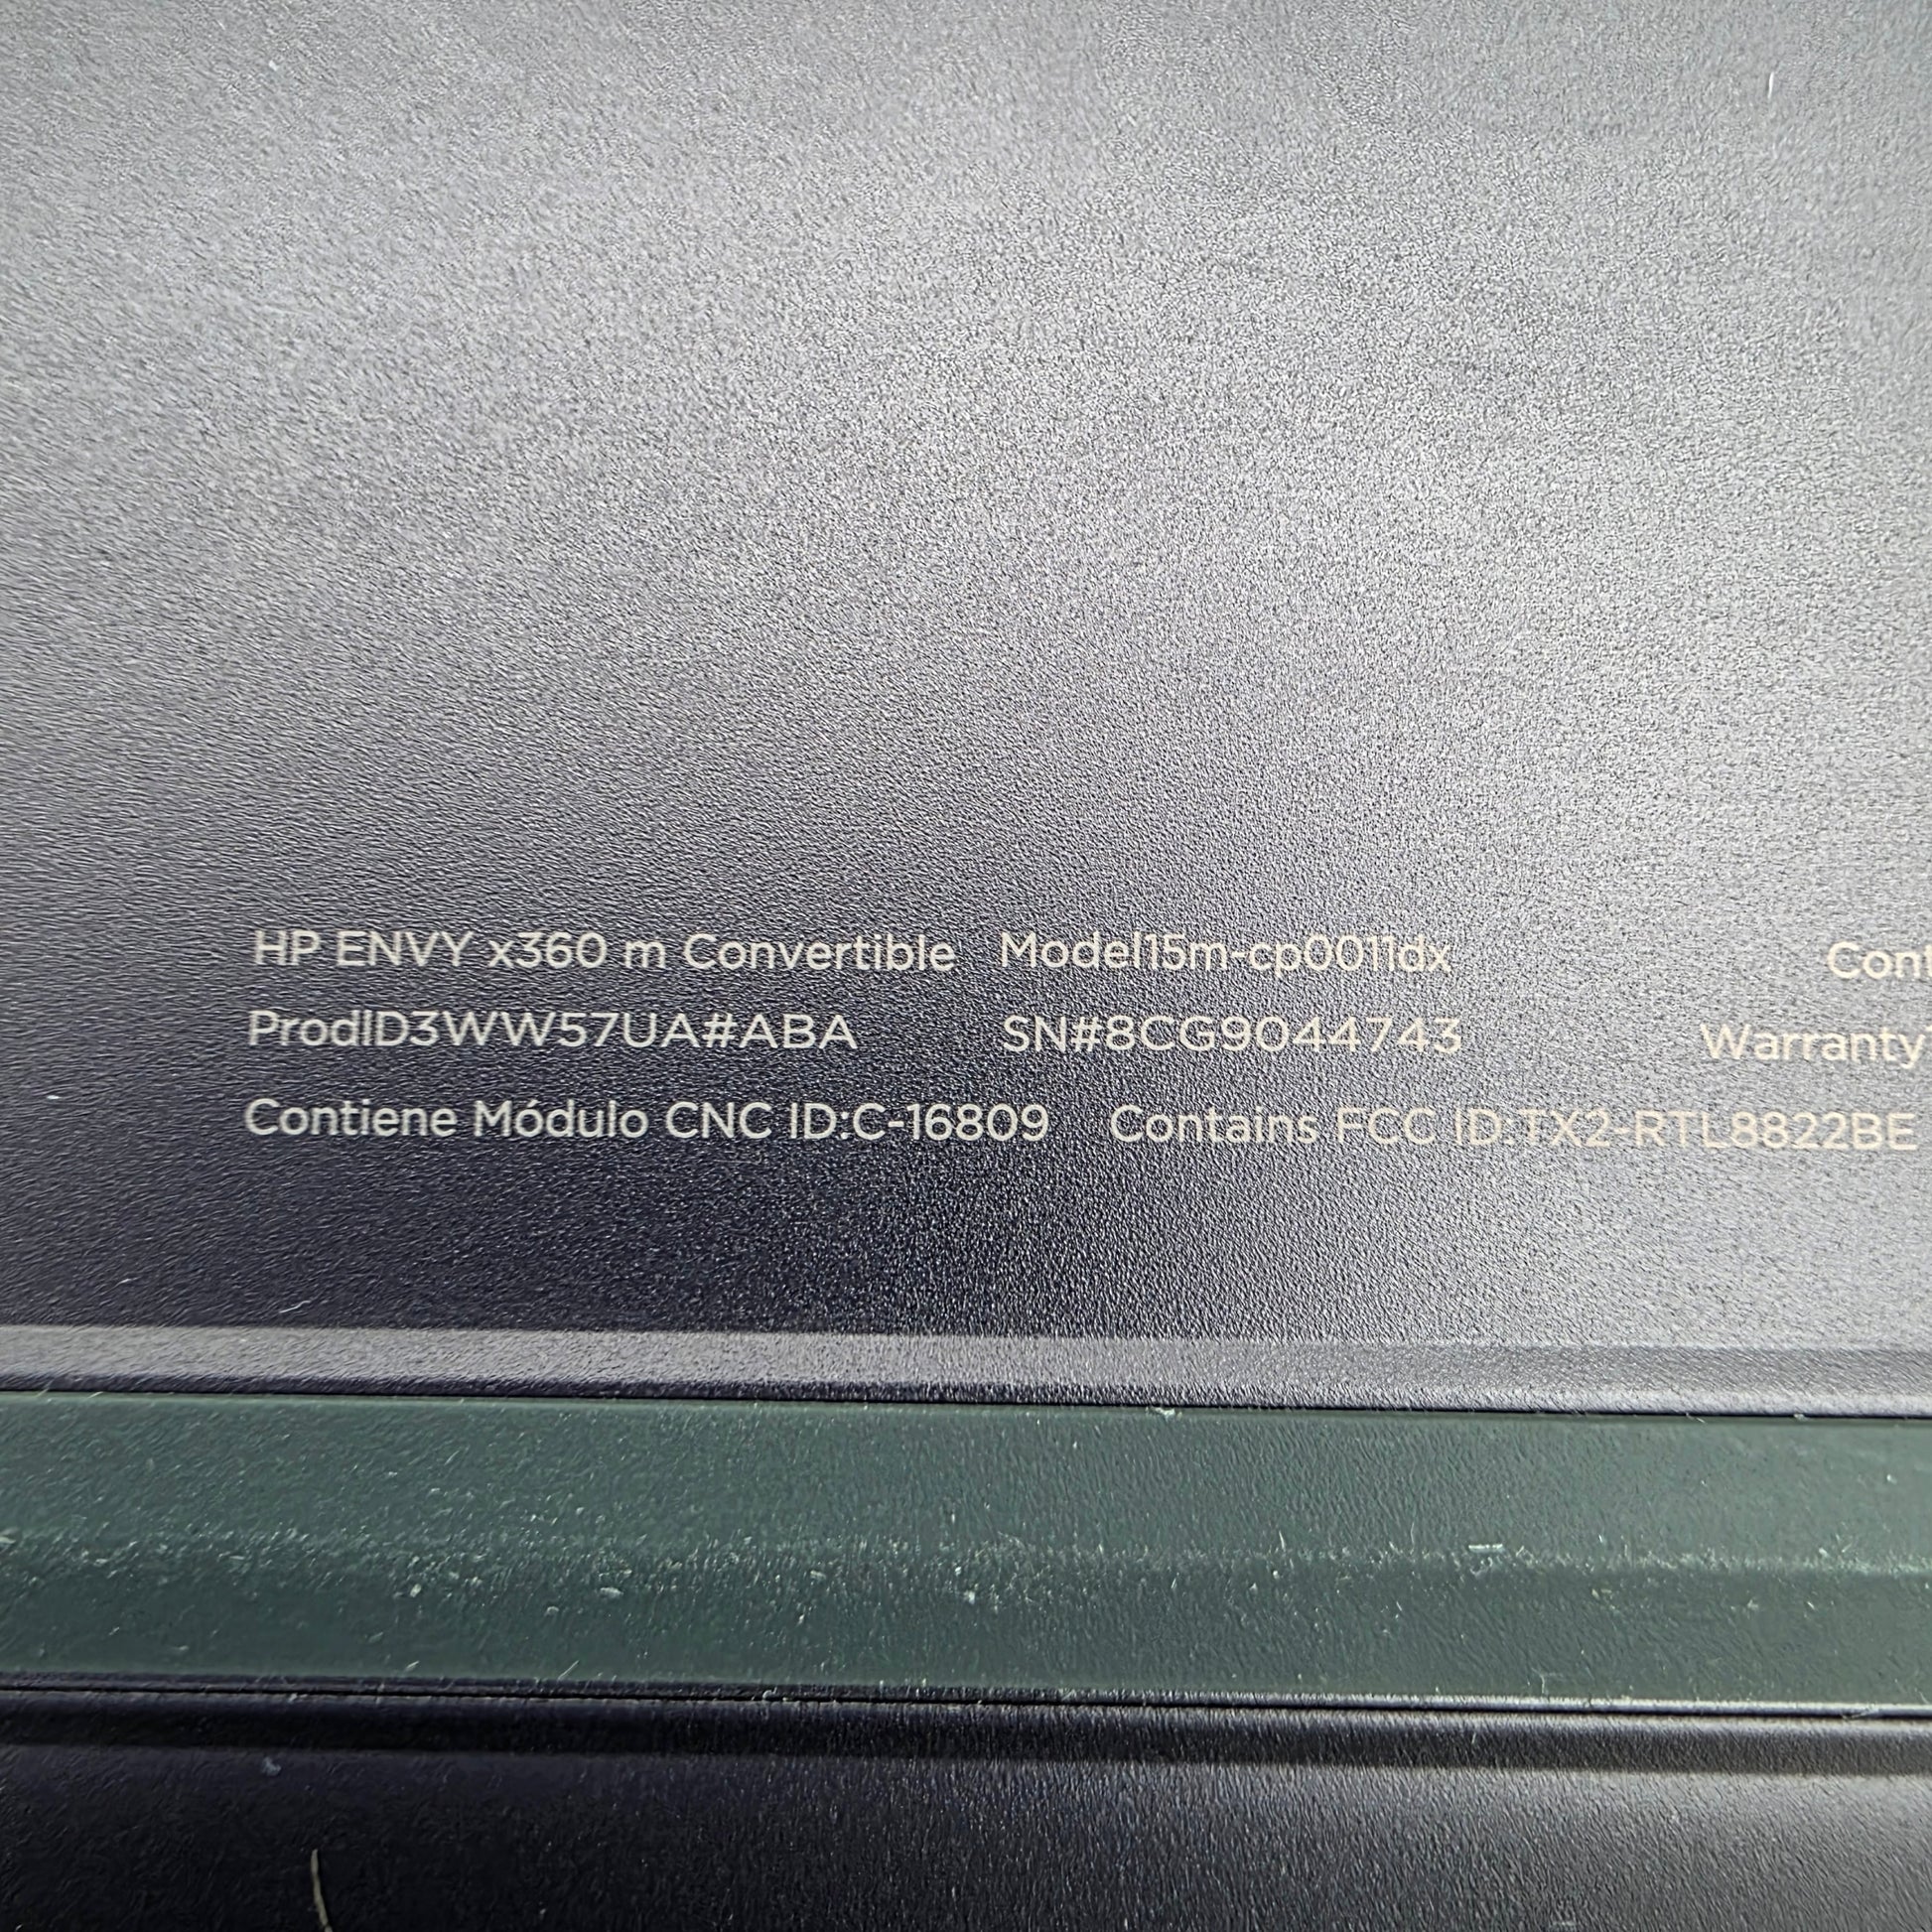 HP ENVY x360 m Convertible Model15m-cp0011dx
ProdID3WW57UA#ABA SN#8CG9044743 Warranty
Contiene Módulo CNC ID:C-16809 Contains FCC ID:TX2-RTL8822BE